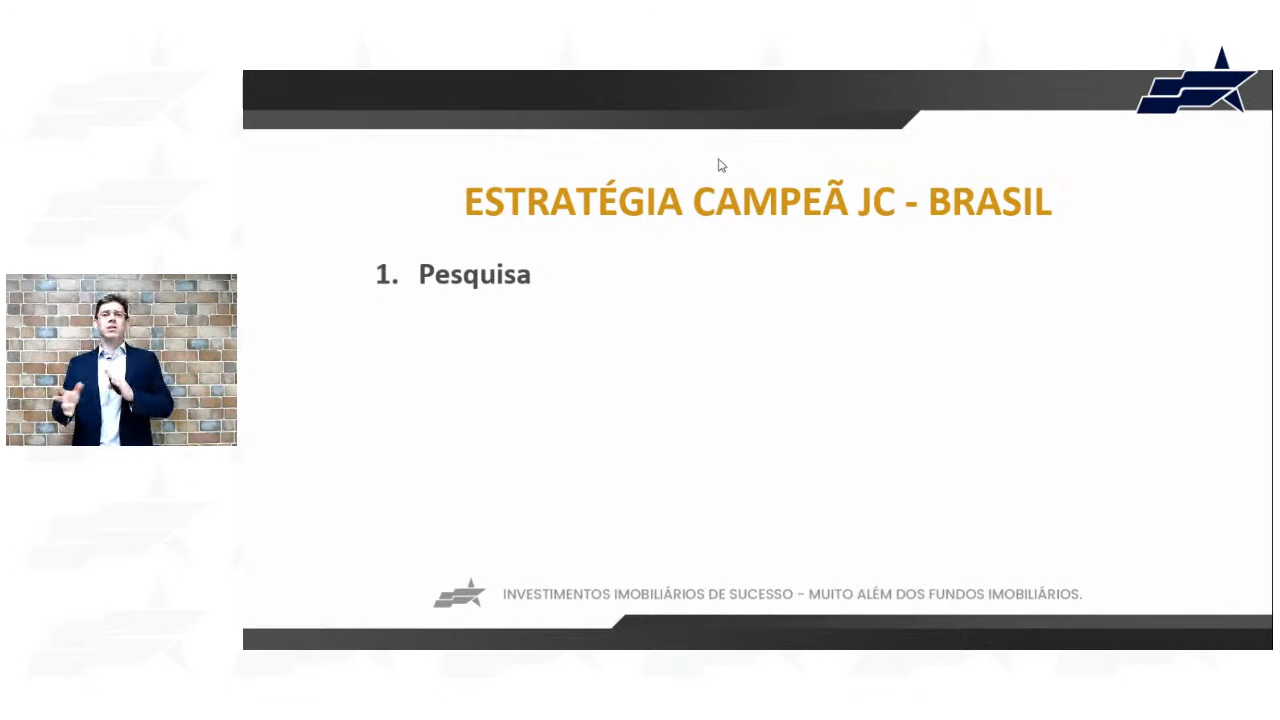 ESTRATÉGIA CAMPEÃ JC - BRASIL
1. Pesquisa
INVESTIMENTOS IMOBILIÁRIOS DE SUCESSO - MUITO ALÉM DOS FUNDOS IMOBILIÁRIOS.